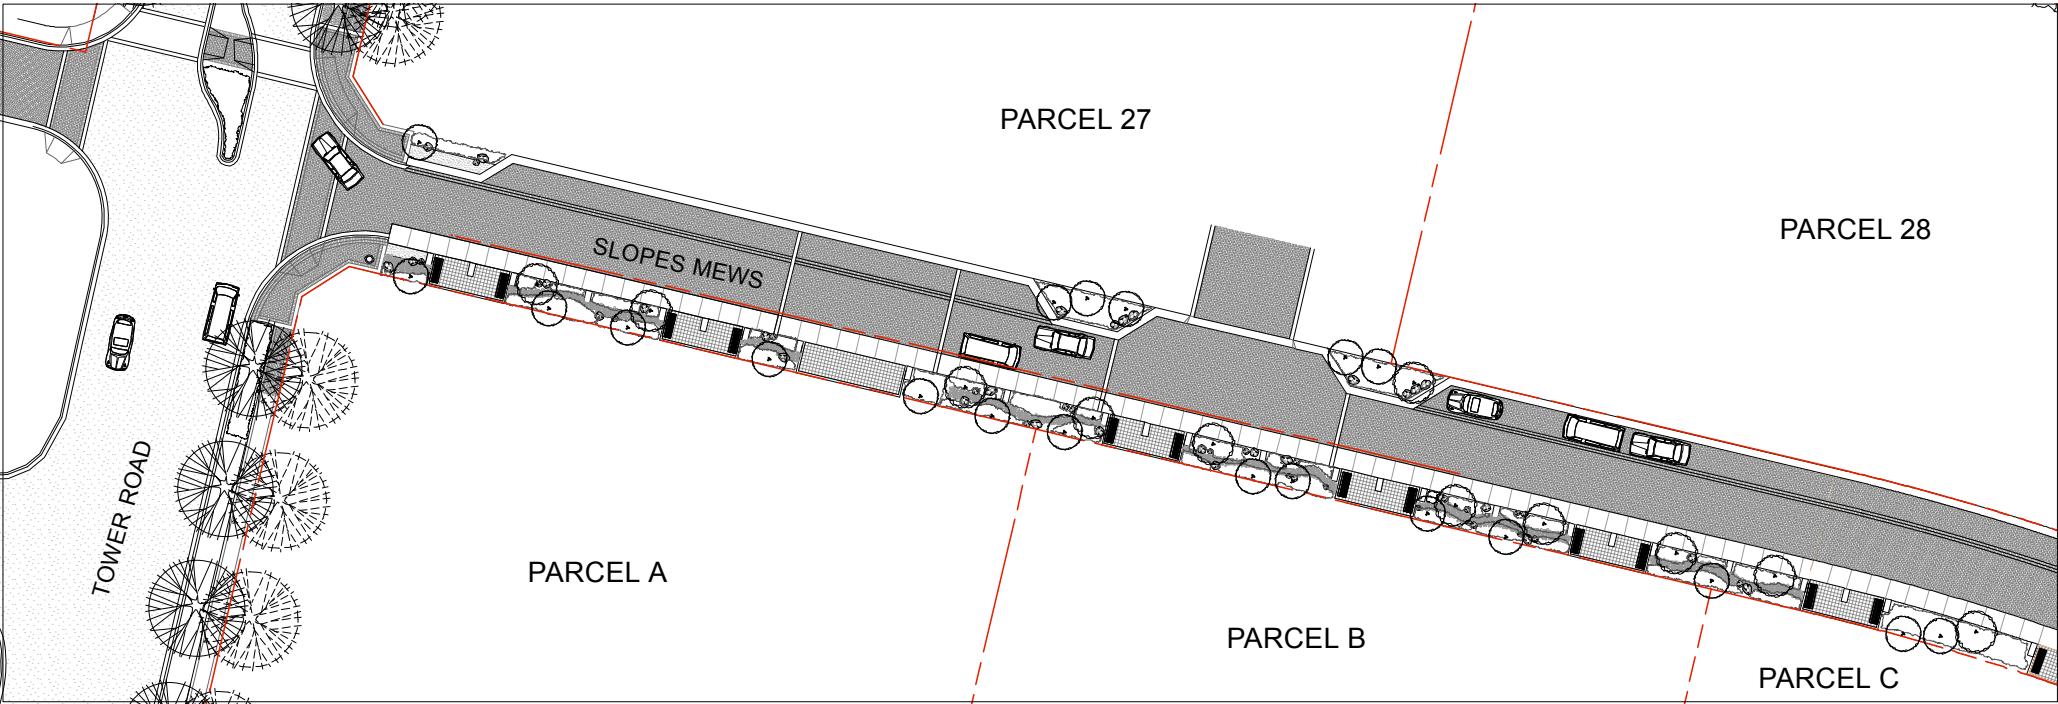 PARCEL 27
PARCEL 28
SLOPES MEWS
TOWER ROAD
PARCEL A
PARCEL B
PARCEL C